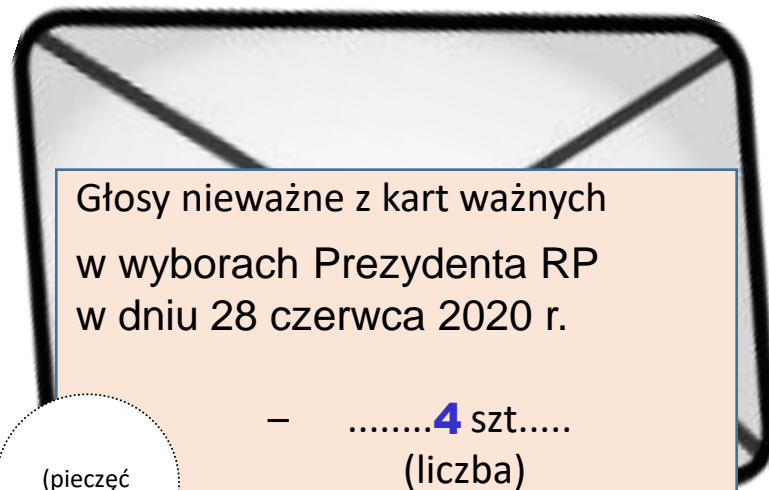 Głosy nieważne z kart ważnych
w wyborach Prezydenta RP
w dniu 28 czerwca 2020 r.
– ........4 szt.....
(liczba)
(pieczęć